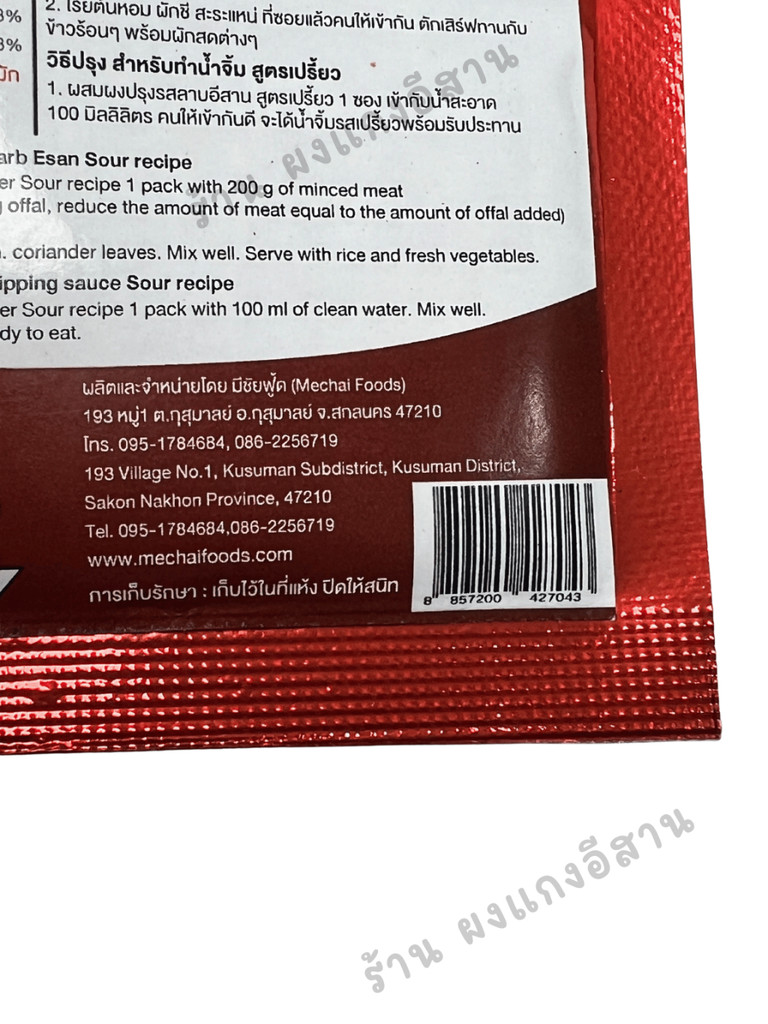 3%
2. โรยต้นหอม ผักชี สะระแหน่ ที่ซอยแล้วคนให้เข้ากัน ตักเสิร์ฟทานกับ
ข้าวร้อนๆ พร้อมผักสดต่างๆ
3%
วิธีปรุง สำหรับทำน้ำจิ้ม สูตรเปรี้ยว
1. ผสมผงปรุงรสลาบอีสาน สูตรเปรี้ยว 1 ซอง เข้ากับน้ำสะอาด
100 มิลลิลิตร คนให้เข้ากันดี จะได้น้ำจิ้มรสเปรี้ยวพร้อมรับประทาน
arb Esan Sour recipe
er Sour recipe 1 pack with 200 g of minced meat
offal, reduce the amount of meat equal to the amount of offal added)
coriander leaves. Mix well. Serve with rice and fresh vegetables.
ipping sauce Sour recipe
er Sour recipe 1 pack with 100 ml of clean water. Mix well.
dy to eat.
ผลิตและจำหน่ายโดย มีชัยฟู้ด (Mechai Foods)
193 หมู่1 ต.กุสุมาลย์ อ.กุสุมาลย์ จ.สกลนคร 47210
โทร. 095-1784684, 086-2256719
193 Village No.1, Kusuman Subdistrict, Kusuman District,
Sakon Nakhon Province, 47210
Tel. 095-1784684,086-2256719
www.mechaifoods.com
การเก็บรักษา : เก็บไว้ในที่แห้ง ปิดให้สนิท
8 857200 427043
ร้าน ผงแกงอีสาน
ร้าน ผงแกงอีสาน